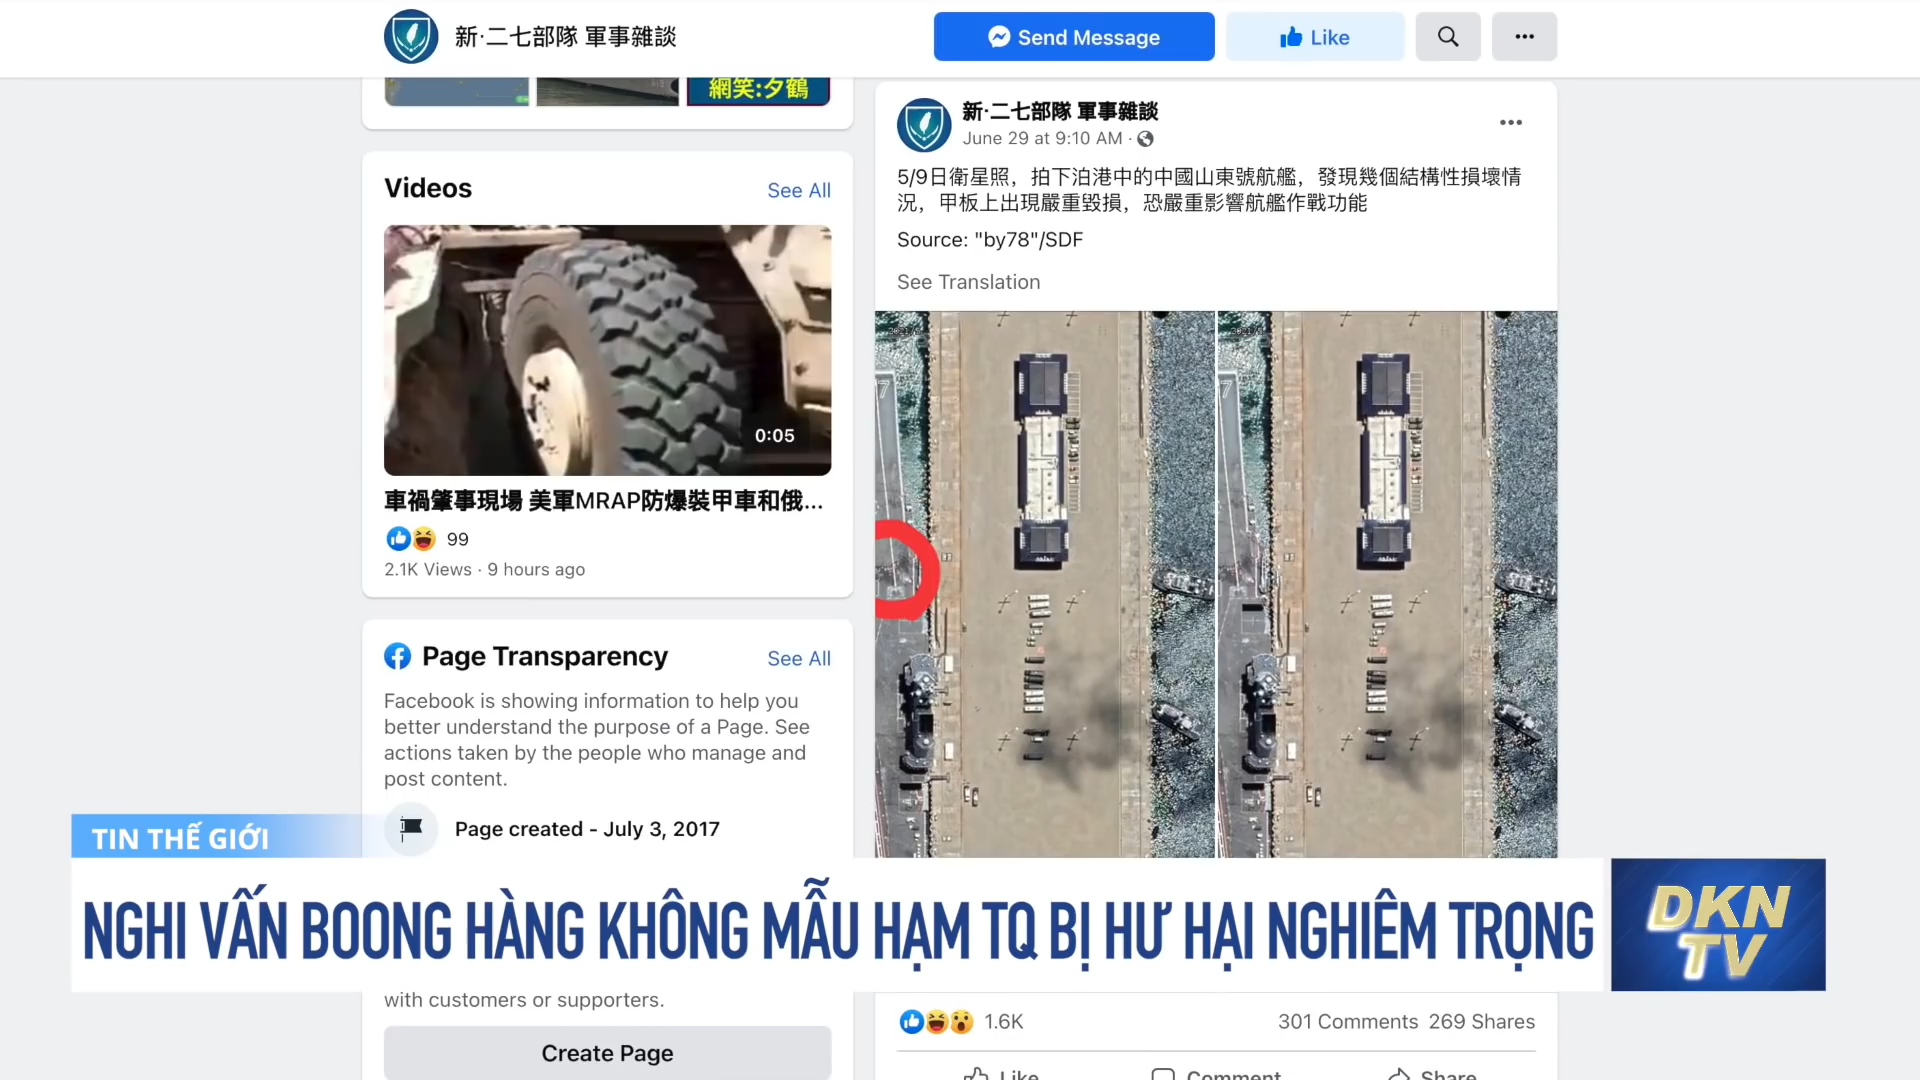 新·二七部隊 軍事雜談
Send Message
Like
網笑:夕鶴
Videos
See All
0:05
車禍肇事現場 美軍MRAP防爆裝甲車和俄...
99
2.1K Views · 9 hours ago
Page Transparency
See All
Facebook is showing information to help you
better understand the purpose of a Page. See
actions taken by the people who manage and
post content.
Page created - July 3, 2017
with customers or supporters.
Create Page
新·二七部隊 軍事雜談
June 29 at 9:10 AM ·
5/9日衛星照，拍下泊港中的中國山東號航艦，發現幾個結構性損壞情
況，甲板上出現嚴重毀損，恐嚴重影響航艦作戰功能
Source: "by78"/SDF
See Translation
7
7
1.6K
301 Comments 269 Shares
Like
Comment
Share
TIN THẾ GIỚI
NGHI VẤN BOONG HÀNG KHÔNG MẪU HẠM TQ BỊ HƯ HẠI NGHIÊM TRỌNG
DKN
TV